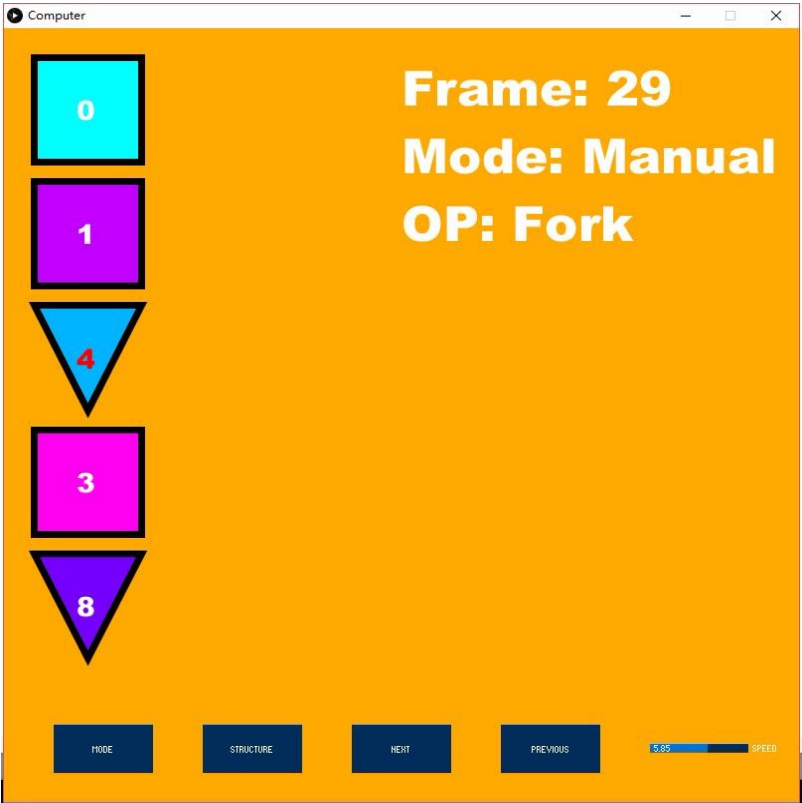 Computer
0
Frame: 29
Mode: Manual
1
OP: Fork
4
3
8
MODE
STRUCTURE
NEXT
PREVIOUS
5.85
SPEED